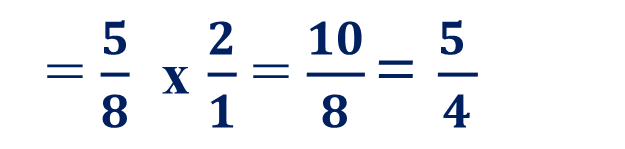 = 5/8 x 2/1 = 10/8 = 5/4